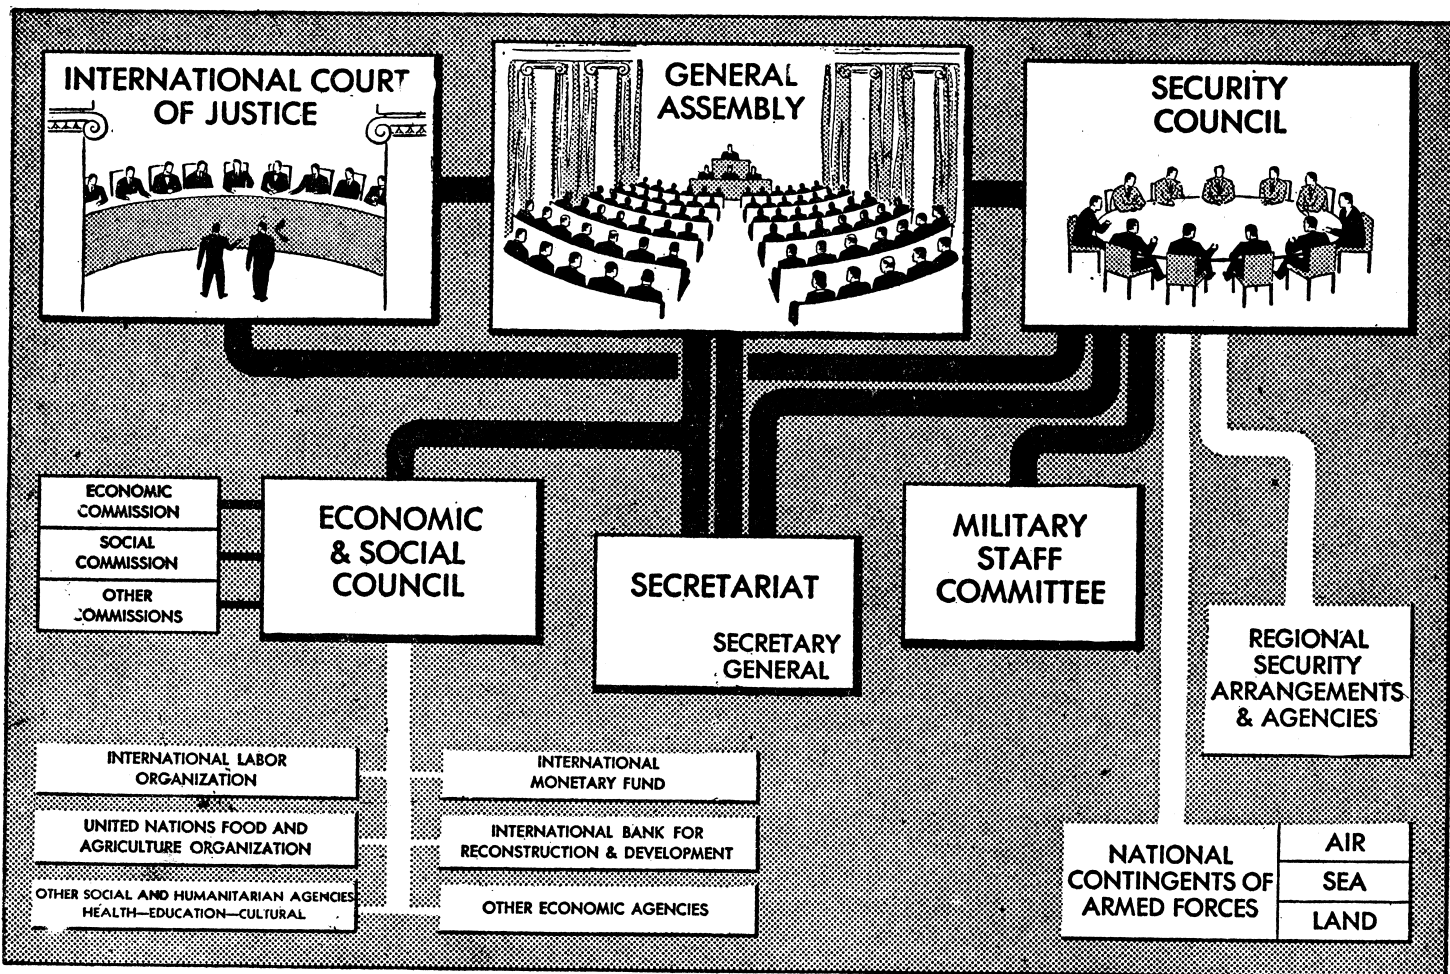 INTERNATIONAL COURT
OF JUSTICE
GENERAL
ASSEMBLY
SECURITY
COUNCIL
ECONOMIC
COMMISSION
SOCIAL
COMMISSION
OTHER
COMMISSIONS
ECONOMIC
& SOCIAL
COUNCIL
SECRETARIAT
SECRETARY
GENERAL
MILITARY
STAFF
COMMITTEE
REGIONAL
SECURITY
ARRANGEMENTS
& AGENCIES
INTERNATIONAL LABOR
ORGANIZATION
UNITED NATIONS FOOD AND
AGRICULTURE ORGANIZATION
OTHER SOCIAL AND HUMANITARIAN AGENCIES
HEALTH—EDUCATION—CULTURAL
INTERNATIONAL
MONETARY FUND
INTERNATIONAL BANK FOR
RECONSTRUCTION & DEVELOPMENT
OTHER ECONOMIC AGENCIES
NATIONAL
CONTINGENTS OF
ARMED FORCES
AIR
SEA
LAND